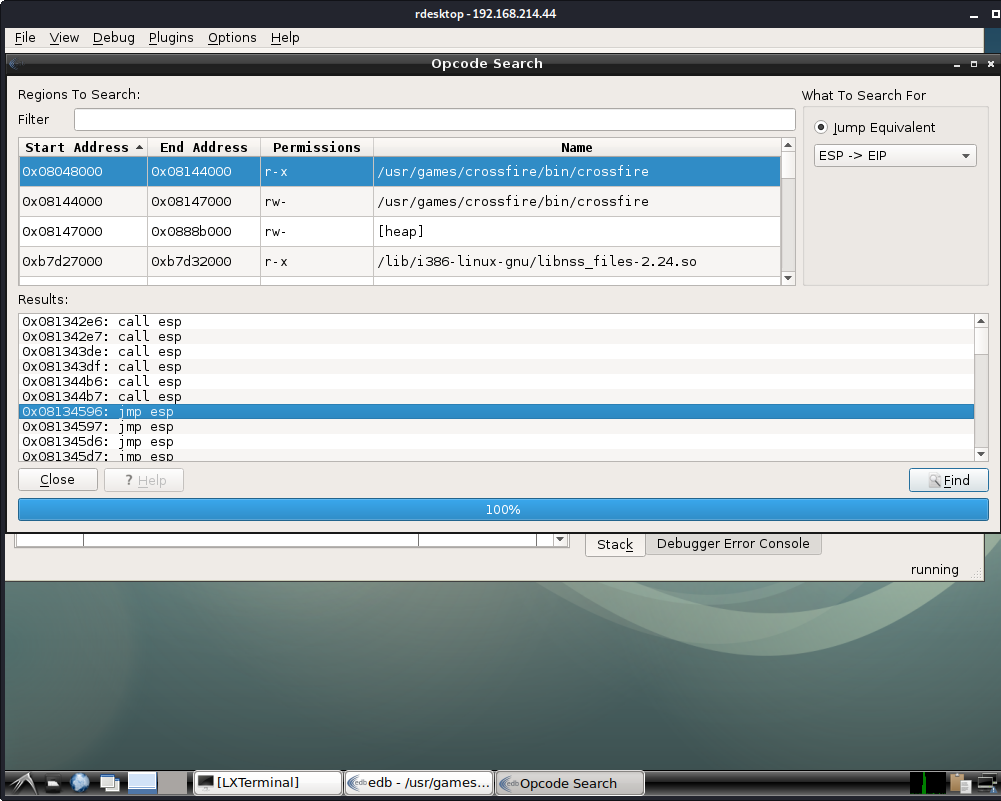 rdesktop - 192.168.214.44
File View Debug Plugins Options Help
Opcode Search
Regions To Search:
What To Search For
Filter
Jump Equivalent
ESP -> EIP
Start Address End Address Permissions Name
0x08048000 0x08144000 r-x /usr/games/crossfire/bin/crossfire
0x08144000 0x08147000 rw- /usr/games/crossfire/bin/crossfire
0x08147000 0x0888b000 rw- [heap]
0xb7d27000 0xb7d32000 r-x /lib/i386-linux-gnu/libnss_files-2.24.so
Results:
0x081342e6: call esp
0x081342e7: call esp
0x081343de: call esp
0x081343df: call esp
0x081344b6: call esp
0x081344b7: call esp
0x08134596: jmp esp
0x08134597: jmp esp
0x081345d6: jmp esp
0x081345d7: jmp esp
Close ? Help Find
100%
Stack Debugger Error Console
running
[LXTerminal] edb edb - /usr/games... edb Opcode Search